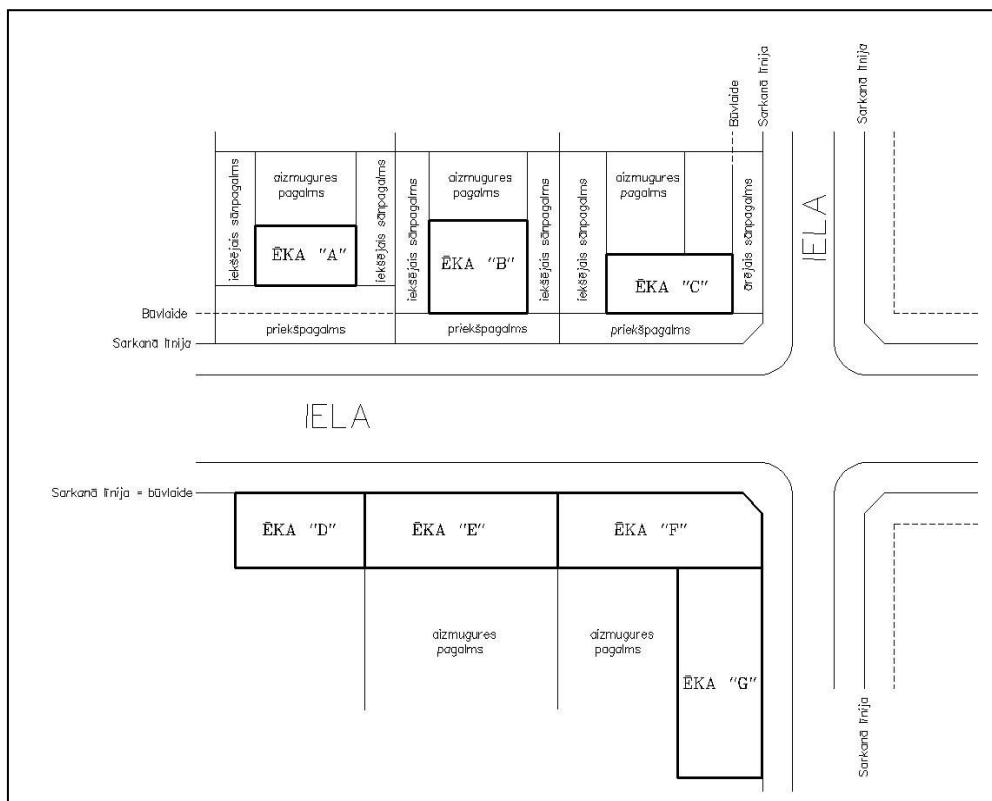 Būvlaide
Sarkanā līnija
Sarkanā līnija
iekšējais sānpagalms
aizmugures
pagalms
iekšējais sānpagalms
iekšējais sānpagalms
aizmugures
pagalms
iekšējais sānpagalms
iekšējais sānpagalms
aizmugures
pagalms
ārējais sānpagalms
IELA
ĒKA "A"
ĒKA "B"
ĒKA "C"
Būvlaide
priekšpagalms
priekšpagalms
priekšpagalms
Sarkanā līnija
IELA
Sarkanā līnija = būvlaide
ĒKA "D"
ĒKA "E"
ĒKA "F"
aizmugures
pagalms
aizmugures
pagalms
ĒKA "G"
Sarkanā līnija